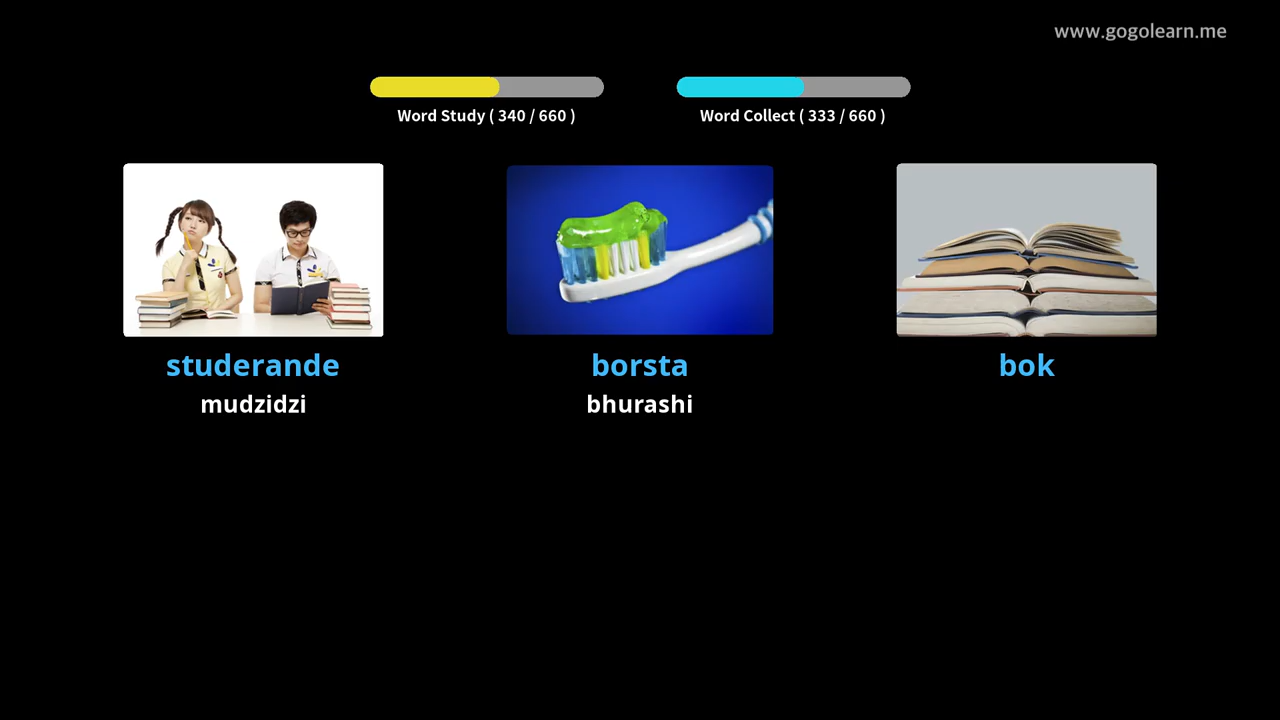 www.gogolearn.me
Word Study ( 340 / 660 )
Word Collect ( 333 / 660 )
studerande
mudzidzi
borsta
bhurashi
bok